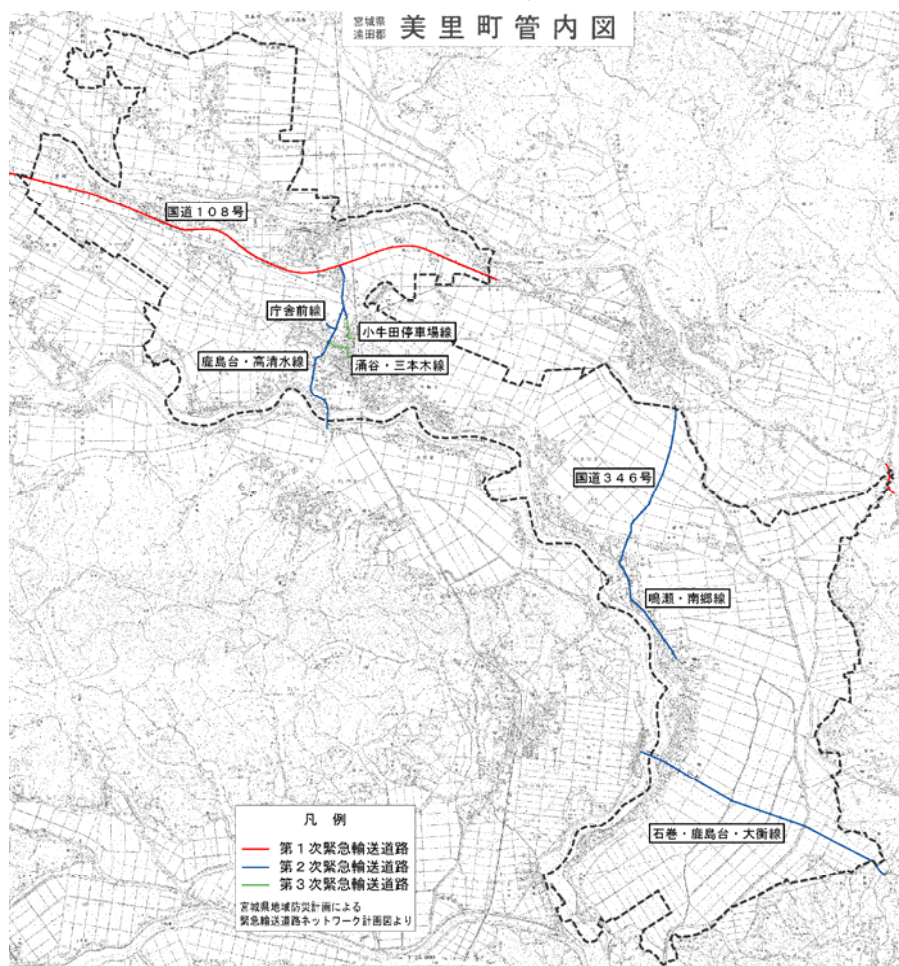 宮城県
遠田郡
美里町管内図
国道108号
庁舎前線
小牛田停車場線
鹿島台・高清水線
涌谷・三本木線
国道346号
鳴瀬・南郷線
石巻・鹿島台・大衡線
凡例
第1次緊急輸送道路
第2次緊急輸送道路
第3次緊急輸送道路
宮城県地域防災計画による
緊急輸送道路ネットワーク計画図より